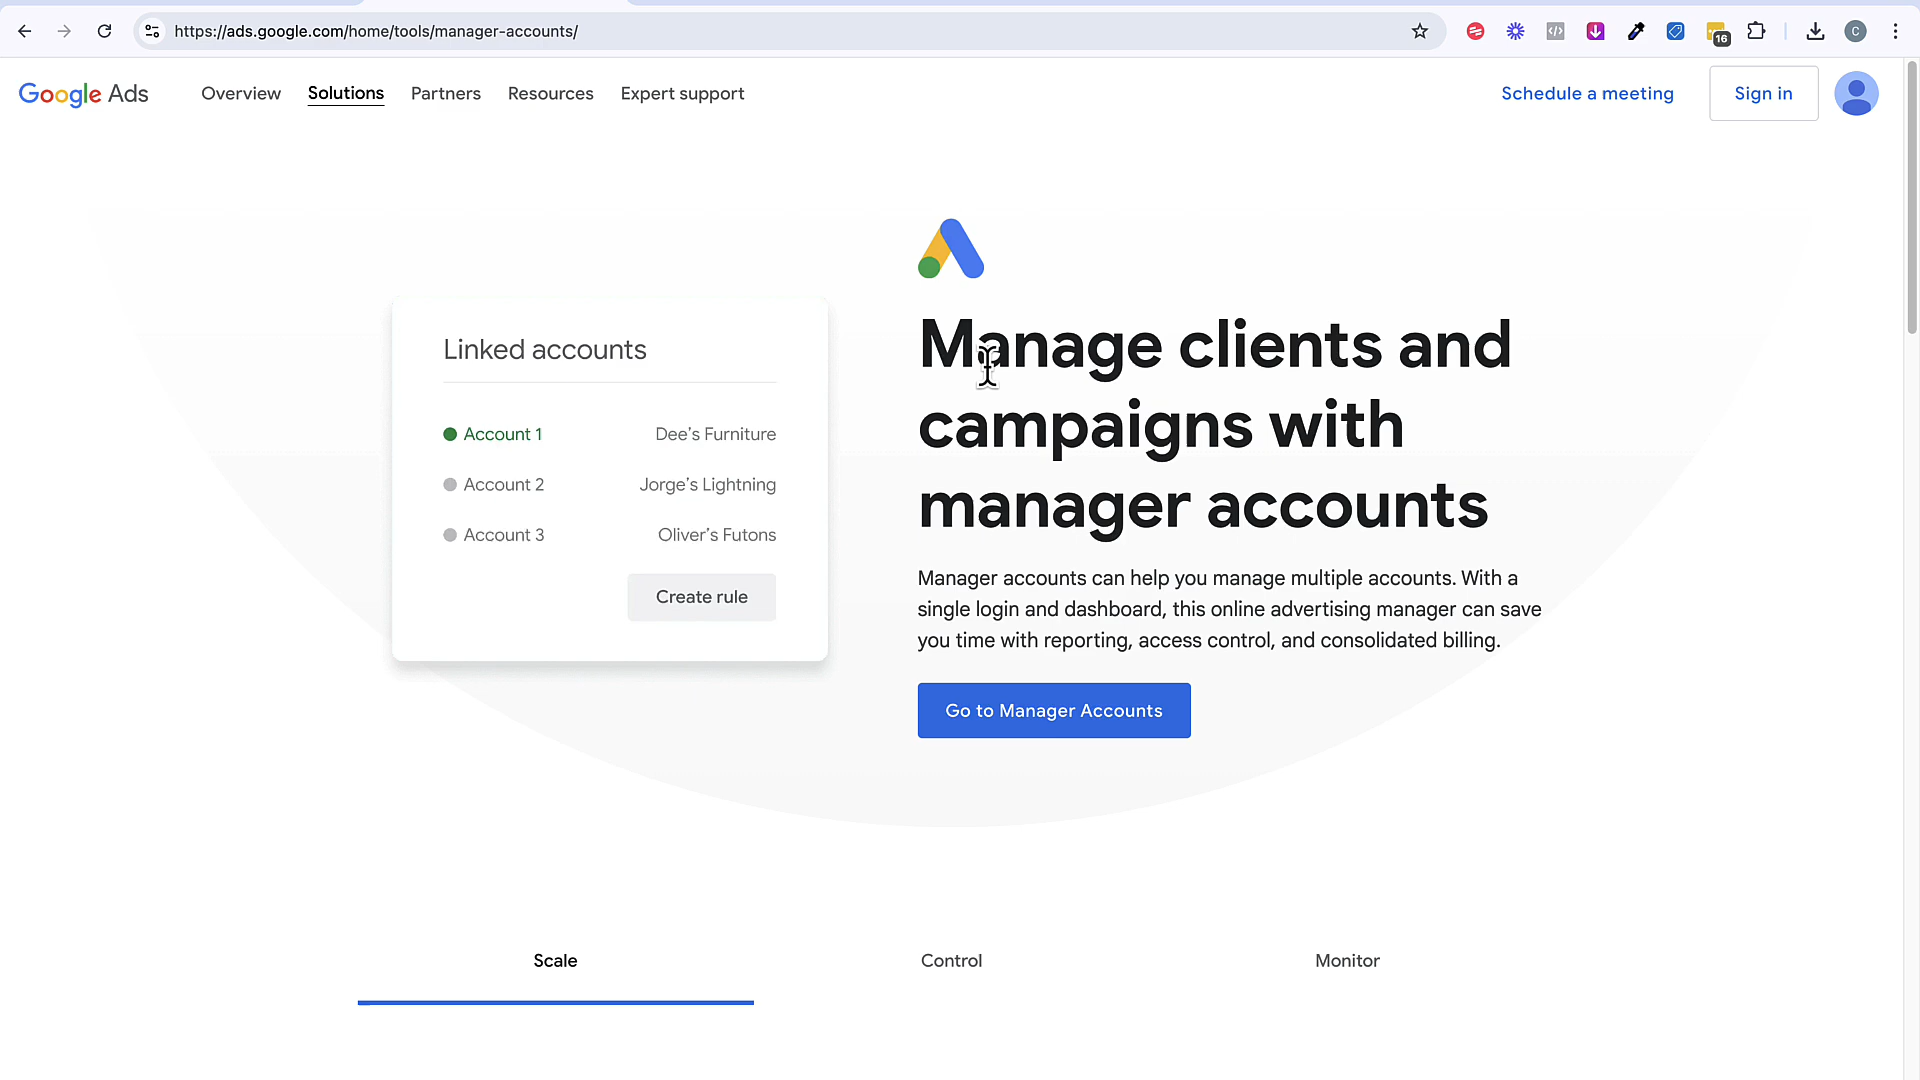 https://ads.google.com/home/tools/manager-accounts/
16
C
Google Ads
Overview
Solutions
Partners
Resources
Expert support
Schedule a meeting
Sign in
Linked accounts
Account 1 Dee's Furniture
Account 2 Jorge's Lightning
Account 3 Oliver's Futons
Create rule
Manage clients and
campaigns with
manager accounts
Manager accounts can help you manage multiple accounts. With a
single login and dashboard, this online advertising manager can save
you time with reporting, access control, and consolidated billing.
Go to Manager Accounts
Scale
Control
Monitor